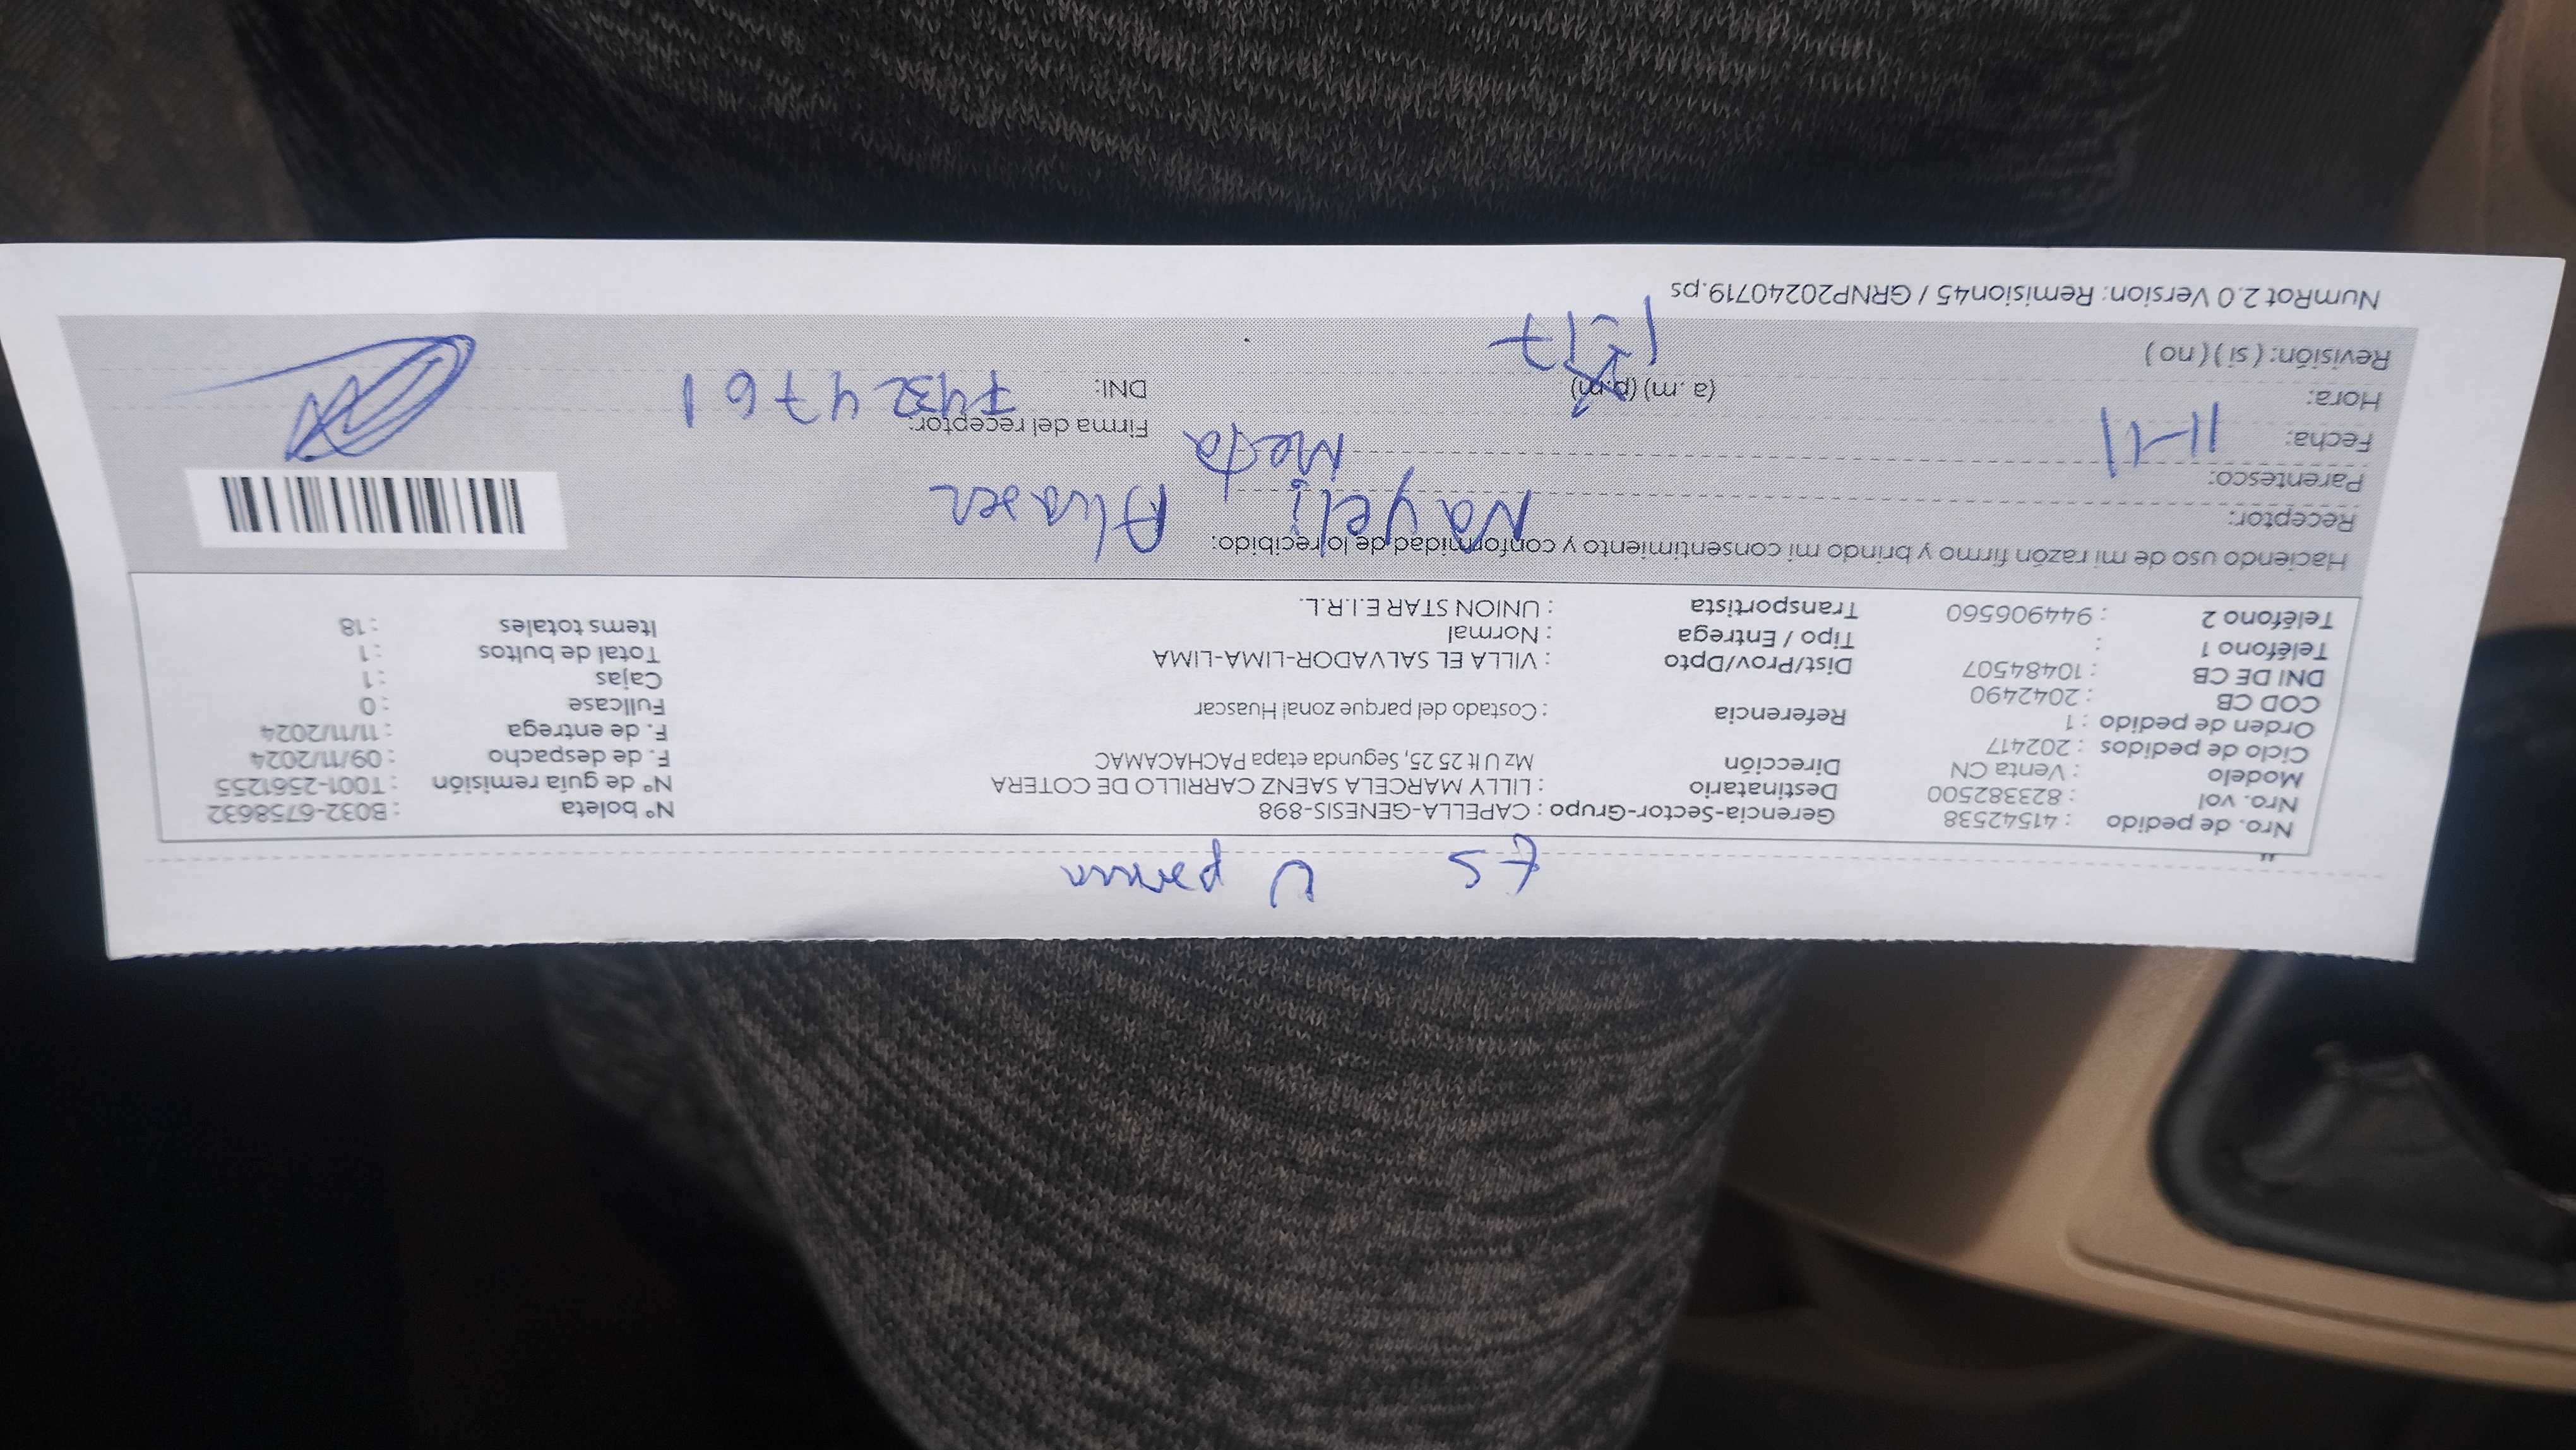 ES U perma
Nro. de pedido : 41542538 Gerencia-Sector-Grupo : CAPELLA-GENESIS-898 N° boleta : B032-6758632
Nro. vol : 823382500 Destinatario : LILLY MARCELA SAENZ CARRILLO DE COTERA N° de guía remisión : T001-2561255
Modelo : Venta CN Dirección Mz U lt 25 25, Segunda etapa PACHACAMAC F. de despacho : 09/11/2024
Ciclo de pedidos : 202417 F. de entrega : 11/11/2024
Orden de pedido : 1 Referencia : Costado del parque zonal Huascar Fullcase : 0
COD CB : 2042490 Cajas : 1
DNI DE CB : 10484507 Dist/Prov/Dpto : VILLA EL SALVADOR-LIMA-LIMA Total de bultos : 1
Teléfono 1 : Tipo / Entrega : Normal Items totales : 18
Teléfono 2 : 944906560 Transportista : UNION STAR E.I.R.L.
Haciendo uso de mi razón firmo y brindo mi consentimiento y conformidad de lo recibido:
Receptor: Nayeli
Parentesco: Meta
Fecha: 11-11 Firma del receptor:
Hora: (a. m) (p.m) DNI: 74324761
Revisión: ( si ) ( no )
NumRot 2.0 Version: Remision45 / GRNP20240719.ps